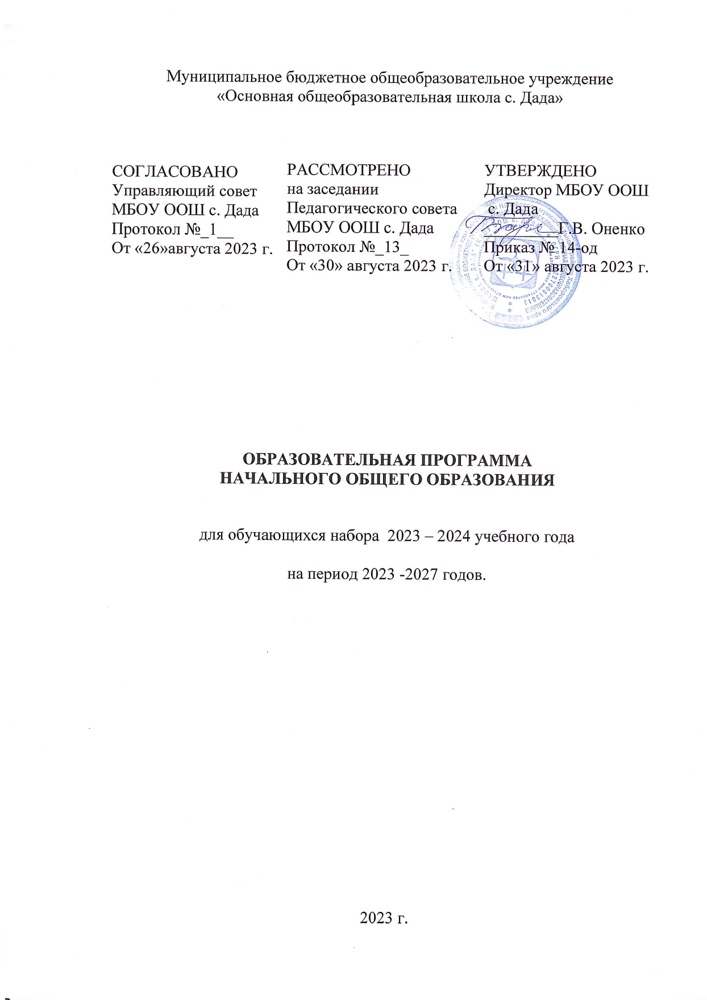 Муниципальное бюджетное общеобразовательное учреждение
«Основная общеобразовательная школа с. Дада»
СОГЛАСОВАНО
Управляющий совет
МБОУ ООШ с. Дада
Протокол №_1__
От «26»августа 2023 г.
РАССМОТРЕНО
на заседании
Педагогического совета
МБОУ ООШ с. Дада
Протокол №_13_
От «30» августа 2023 г.
УТВЕРЖДЕНО
Директор МБОУ ООШ
с. Дада
Г.В. Оненко
Приказ № 14-од
От «31» августа 2023 г.
ОБРАЗОВАТЕЛЬНАЯ ПРОГРАММА
НАЧАЛЬНОГО ОБЩЕГО ОБРАЗОВАНИЯ
для обучающихся набора 2023 – 2024 учебного года
на период 2023 -2027 годов.
2023 г.